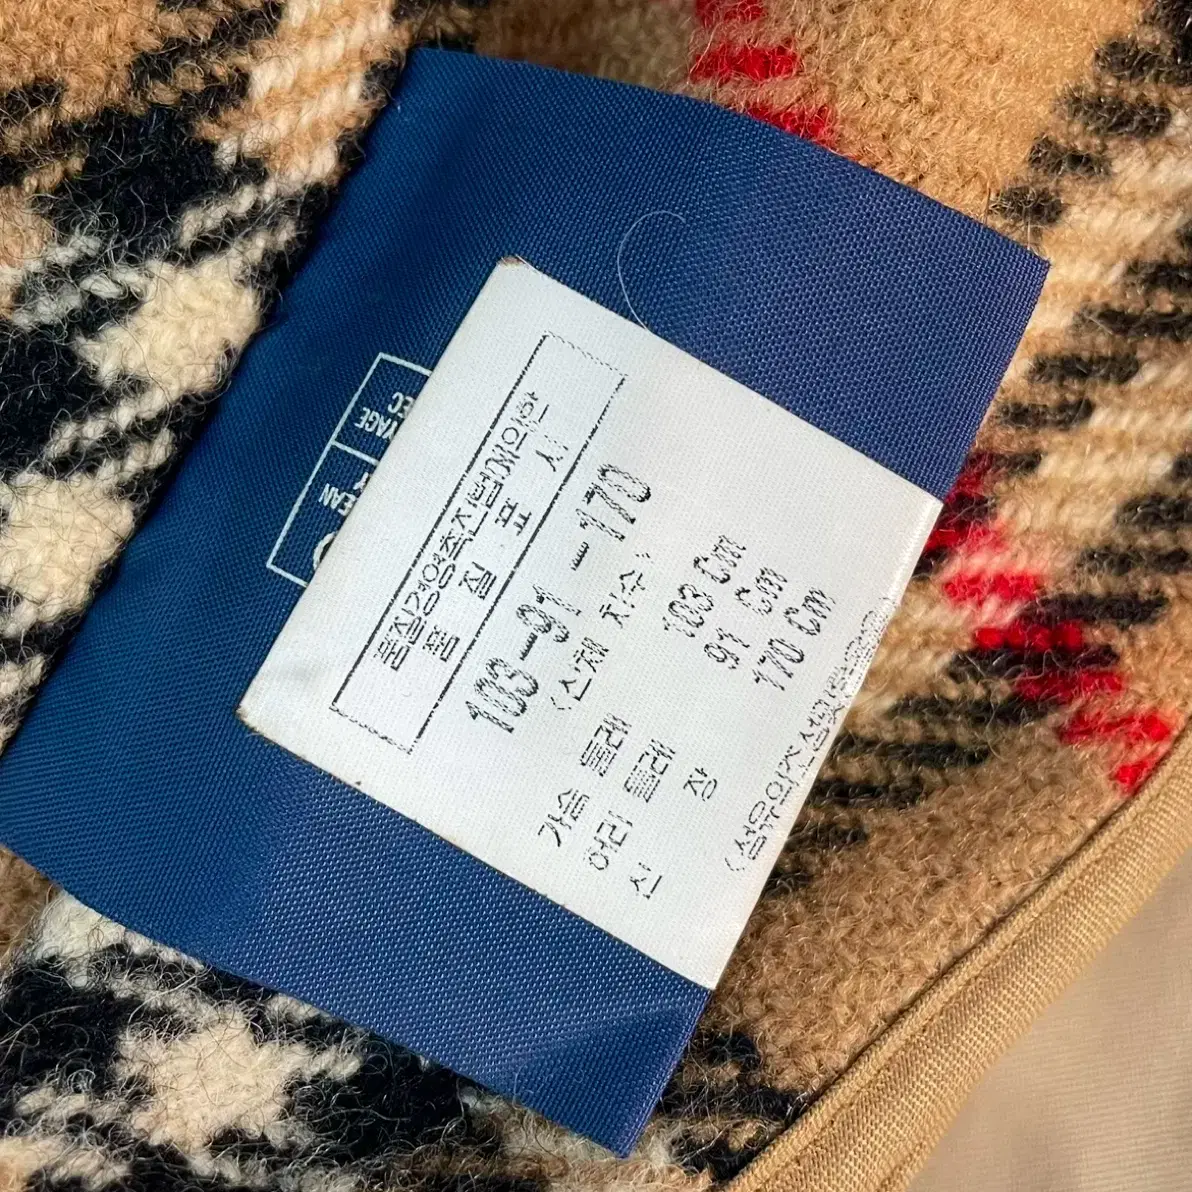 품질경영촉진법에의한
품 질 표 시
103-91-170
<신체 치수>
가슴 둘레 103 Cm
허리 둘레 91 Cm
신 장 170 Cm